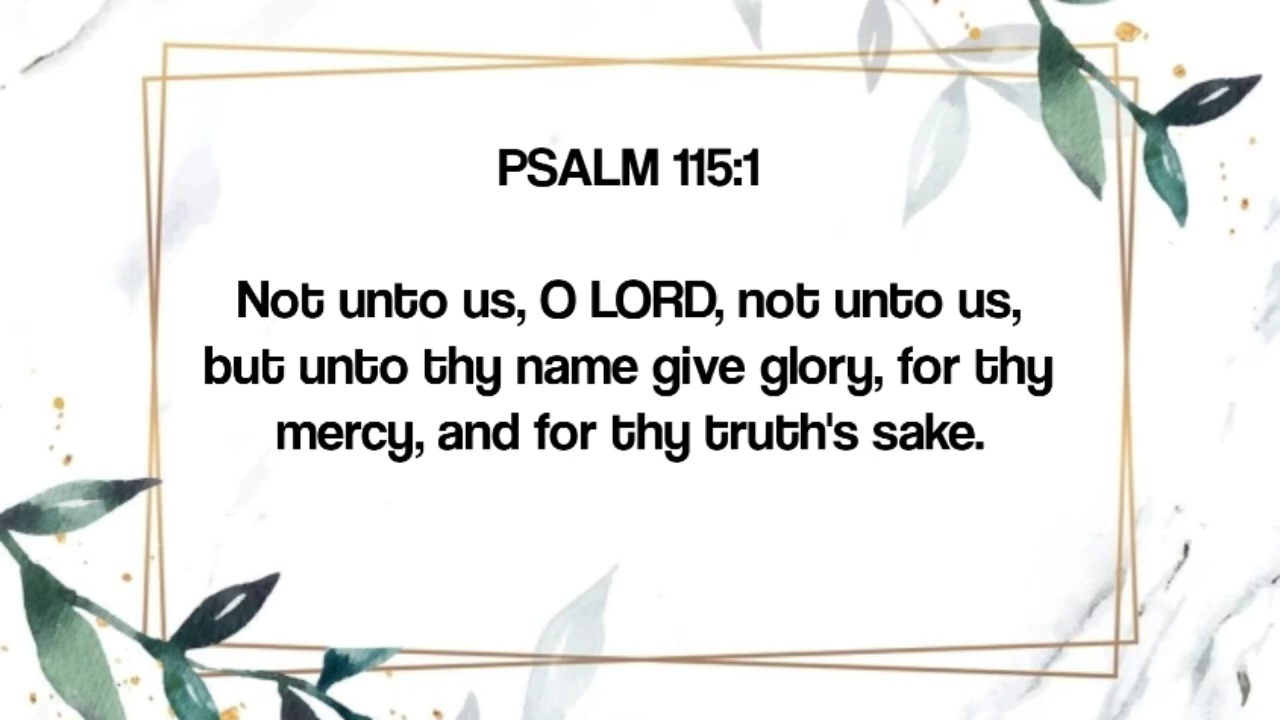 PSALM 115:1
Not unto us, O LORD, not unto us,
but unto thy name give glory, for thy
mercy, and for thy truth's sake.